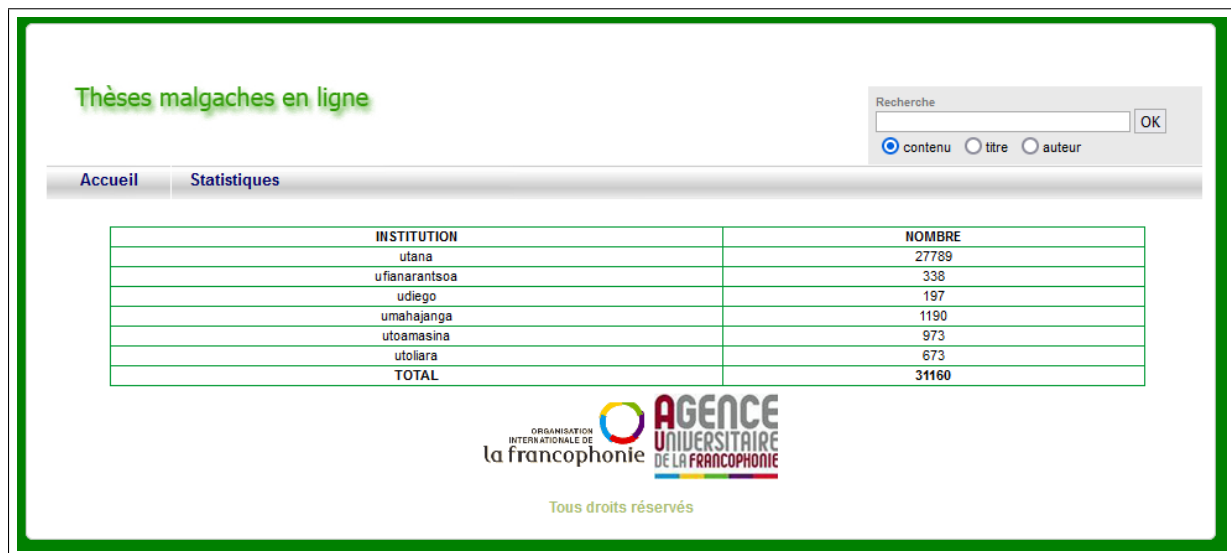 Thèses malgaches en ligne
Recherche
OK
contenu titre auteur
Accueil Statistiques
INSTITUTION NOMBRE
utana 27789
ufianarantsoa 338
udiego 197
umahajanga 1190
utoamasina 973
utoliara 673
TOTAL 31160
ORGANISATION
INTERNATIONALE DE
la francophonie
AGENCE
UNIVERSITAIRE
DE LA FRANCOPHONIE
Tous droits réservés